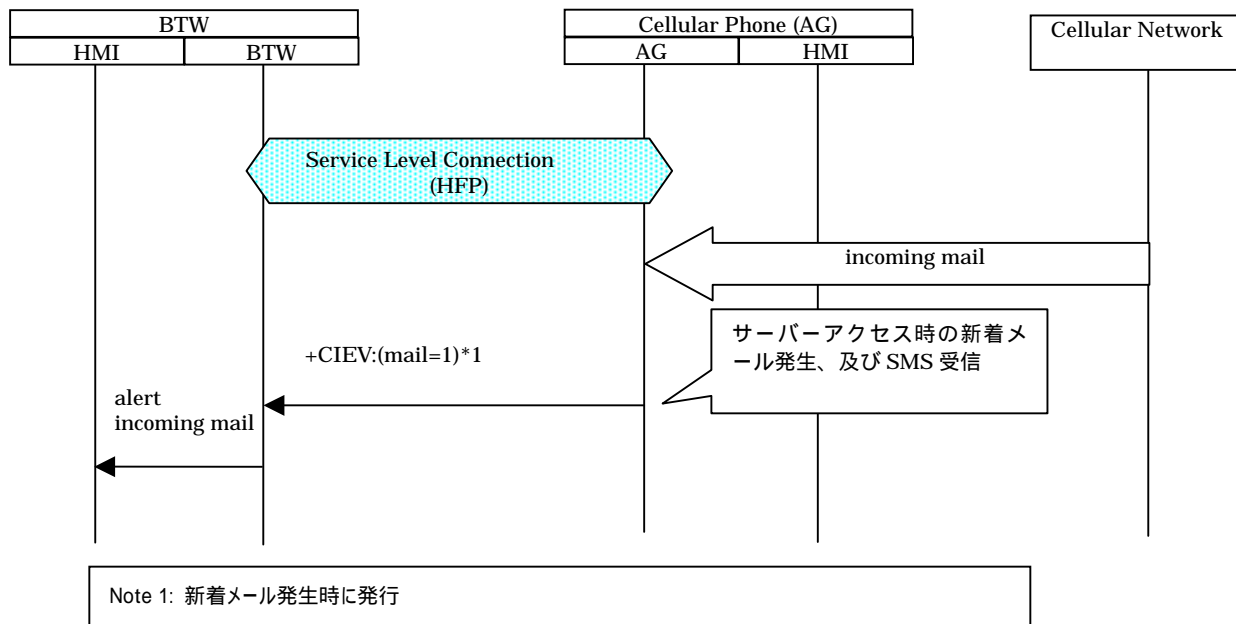 BTW
Cellular Phone (AG)
Cellular Network
HMI
BTW
AG
HMI
Service Level Connection
(HFP)
incoming mail
サーバーアクセス時の新着メ
ール発生、及び SMS 受信
+CIEV:(mail=1)*1
alert
incoming mail
Note 1: 新着メール発生時に発行